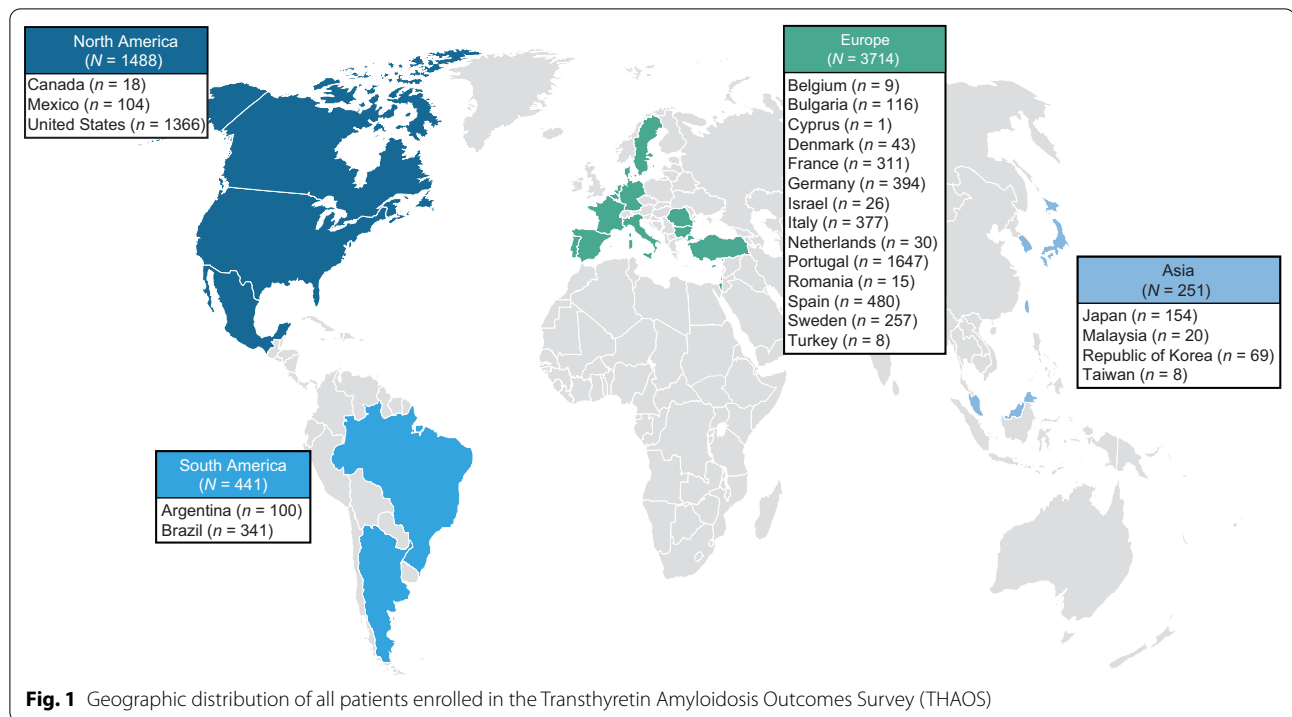 North America
(N = 1488)
Canada (n = 18)
Mexico (n = 104)
United States (n = 1366)
South America
(N = 441)
Argentina (n = 100)
Brazil (n = 341)
Europe
(N = 3714)
Belgium (n = 9)
Bulgaria (n = 116)
Cyprus (n = 1)
Denmark (n = 43)
France (n = 311)
Germany (n = 394)
Israel (n = 26)
Italy (n = 377)
Netherlands (n = 30)
Portugal (n = 1647)
Romania (n = 15)
Spain (n = 480)
Sweden (n = 257)
Turkey (n = 8)
Asia
(N = 251)
Japan (n = 154)
Malaysia (n = 20)
Republic of Korea (n = 69)
Taiwan (n = 8)
Fig. 1 Geographic distribution of all patients enrolled in the Transthyretin Amyloidosis Outcomes Survey (THAOS)